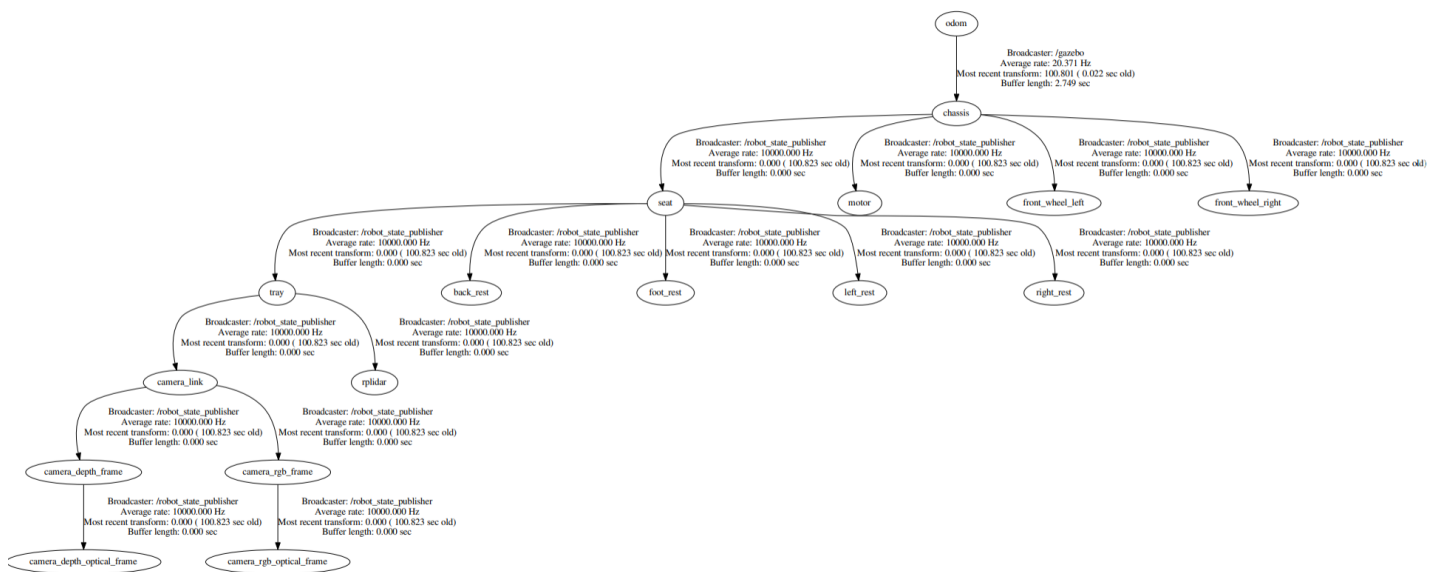 odom
Broadcaster: /gazebo
Average rate: 20.371 Hz
Most recent transform: 100.801 ( 0.022 sec old)
Buffer length: 2.749 sec
chassis
Broadcaster: /robot_state_publisher
Average rate: 10000.000 Hz
Most recent transform: 0.000 ( 100.823 sec old)
Buffer length: 0.000 sec
Broadcaster: /robot_state_publisher
Average rate: 10000.000 Hz
Most recent transform: 0.000 ( 100.823 sec old)
Buffer length: 0.000 sec
Broadcaster: /robot_state_publisher
Average rate: 10000.000 Hz
Most recent transform: 0.000 ( 100.823 sec old)
Buffer length: 0.000 sec
Broadcaster: /robot_state_publisher
Average rate: 10000.000 Hz
Most recent transform: 0.000 ( 100.823 sec old)
Buffer length: 0.000 sec
seat
motor
front_wheel_left
front_wheel_right
Broadcaster: /robot_state_publisher
Average rate: 10000.000 Hz
Most recent transform: 0.000 ( 100.823 sec old)
Buffer length: 0.000 sec
Broadcaster: /robot_state_publisher
Average rate: 10000.000 Hz
Most recent transform: 0.000 ( 100.823 sec old)
Buffer length: 0.000 sec
Broadcaster: /robot_state_publisher
Average rate: 10000.000 Hz
Most recent transform: 0.000 ( 100.823 sec old)
Buffer length: 0.000 sec
Broadcaster: /robot_state_publisher
Average rate: 10000.000 Hz
Most recent transform: 0.000 ( 100.823 sec old)
Buffer length: 0.000 sec
Broadcaster: /robot_state_publisher
Average rate: 10000.000 Hz
Most recent transform: 0.000 ( 100.823 sec old)
Buffer length: 0.000 sec
tray
back_rest
foot_rest
left_rest
right_rest
Broadcaster: /robot_state_publisher
Average rate: 10000.000 Hz
Most recent transform: 0.000 ( 100.823 sec old)
Buffer length: 0.000 sec
Broadcaster: /robot_state_publisher
Average rate: 10000.000 Hz
Most recent transform: 0.000 ( 100.823 sec old)
Buffer length: 0.000 sec
camera_link
rplidar
Broadcaster: /robot_state_publisher
Average rate: 10000.000 Hz
Most recent transform: 0.000 ( 100.823 sec old)
Buffer length: 0.000 sec
Broadcaster: /robot_state_publisher
Average rate: 10000.000 Hz
Most recent transform: 0.000 ( 100.823 sec old)
Buffer length: 0.000 sec
camera_depth_frame
camera_rgb_frame
Broadcaster: /robot_state_publisher
Average rate: 10000.000 Hz
Most recent transform: 0.000 ( 100.823 sec old)
Buffer length: 0.000 sec
Broadcaster: /robot_state_publisher
Average rate: 10000.000 Hz
Most recent transform: 0.000 ( 100.823 sec old)
Buffer length: 0.000 sec
camera_depth_optical_frame
camera_rgb_optical_frame